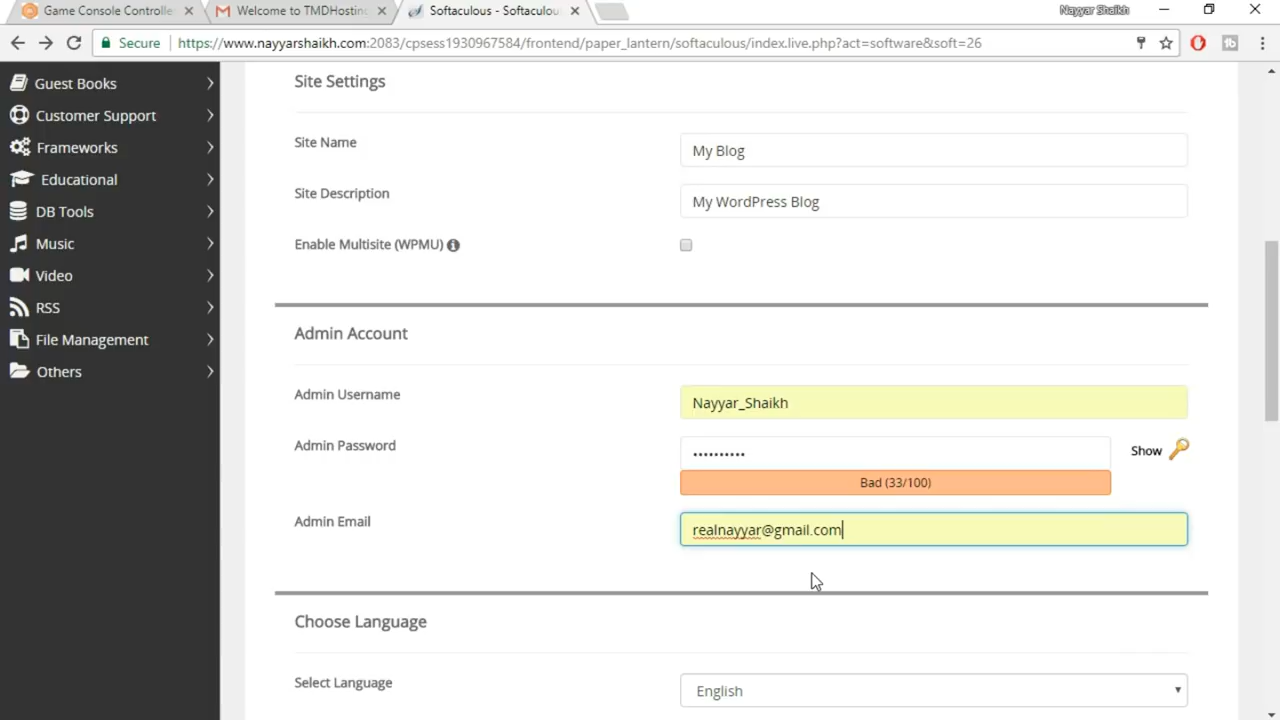 Game Console Controlle
Welcome to TMDHostin
Softaculous - Softaculou
Nayyar Shaikh
Secure
https://www.nayyarshaikh.com:2083/cpsess1930967584/frontend/paper_lantern/softaculous/index.live.php?act=software&soft=26
Guest Books
Customer Support
Frameworks
Educational
DB Tools
Music
Video
RSS
File Management
Others
Site Settings
Site Name
My Blog
Site Description
My WordPress Blog
Enable Multisite (WPMU)
Admin Account
Admin Username
Nayyar_Shaikh
Admin Password
••••••••••
Show
Bad (33/100)
Admin Email
realnayyar@gmail.com
Choose Language
Select Language
English